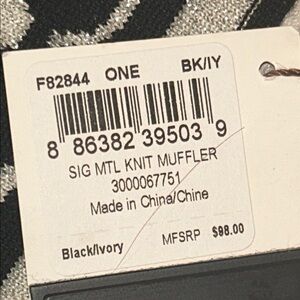 F82844 ONE BK/IY
8 86382 39503 9
SIG MTL KNIT MUFFLER
3000067751
Made in China/Chine
Black/Ivory MFSRP $98.00